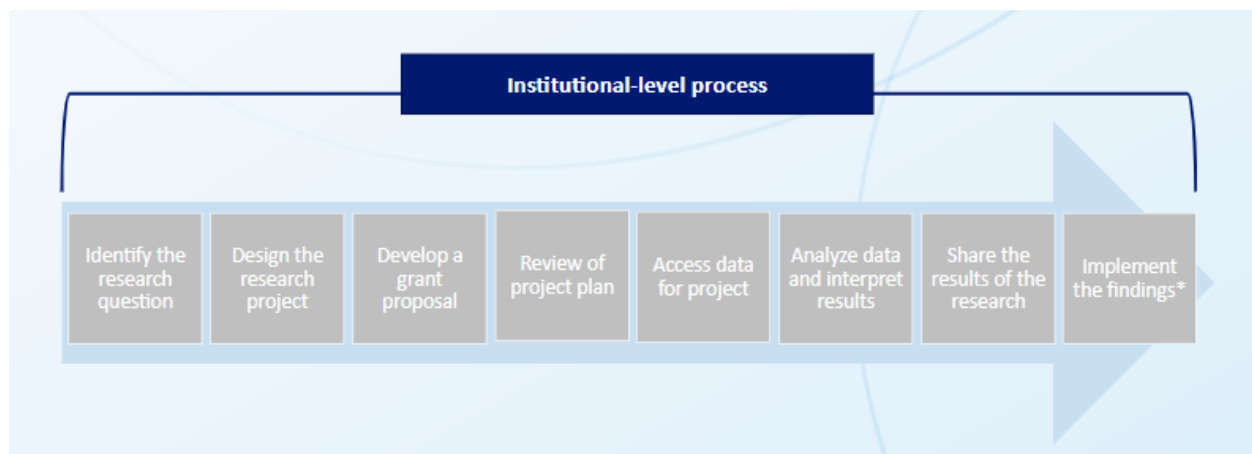 Institutional-level process
Identify the
research
question
Design the
research
project
Develop a
grant
proposal
Review of
project plan
Access data
for project
Analyze data
and interpret
results
Share the
results of the
research
Implement
the findings*